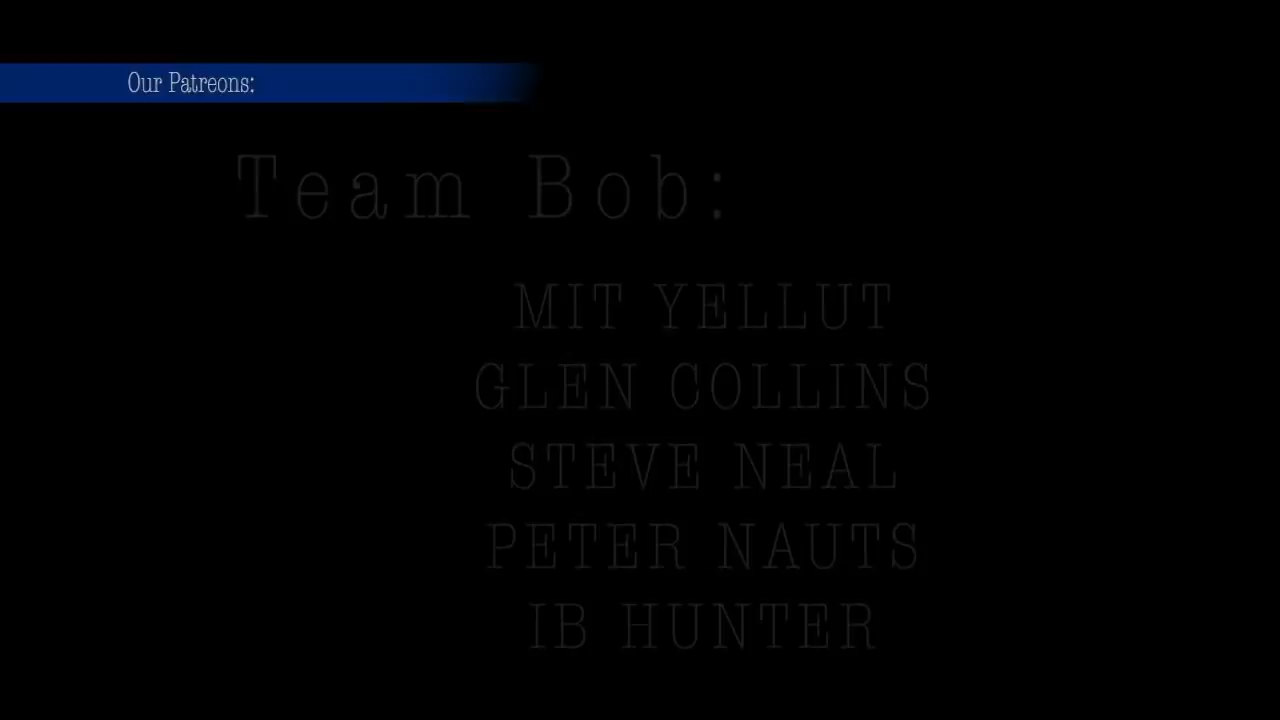 Our Patreons:
Team Bob:
MIT YELLUT
GLEN COLLINS
STEVE NEAL
PETER NAUTS
IB HUNTER